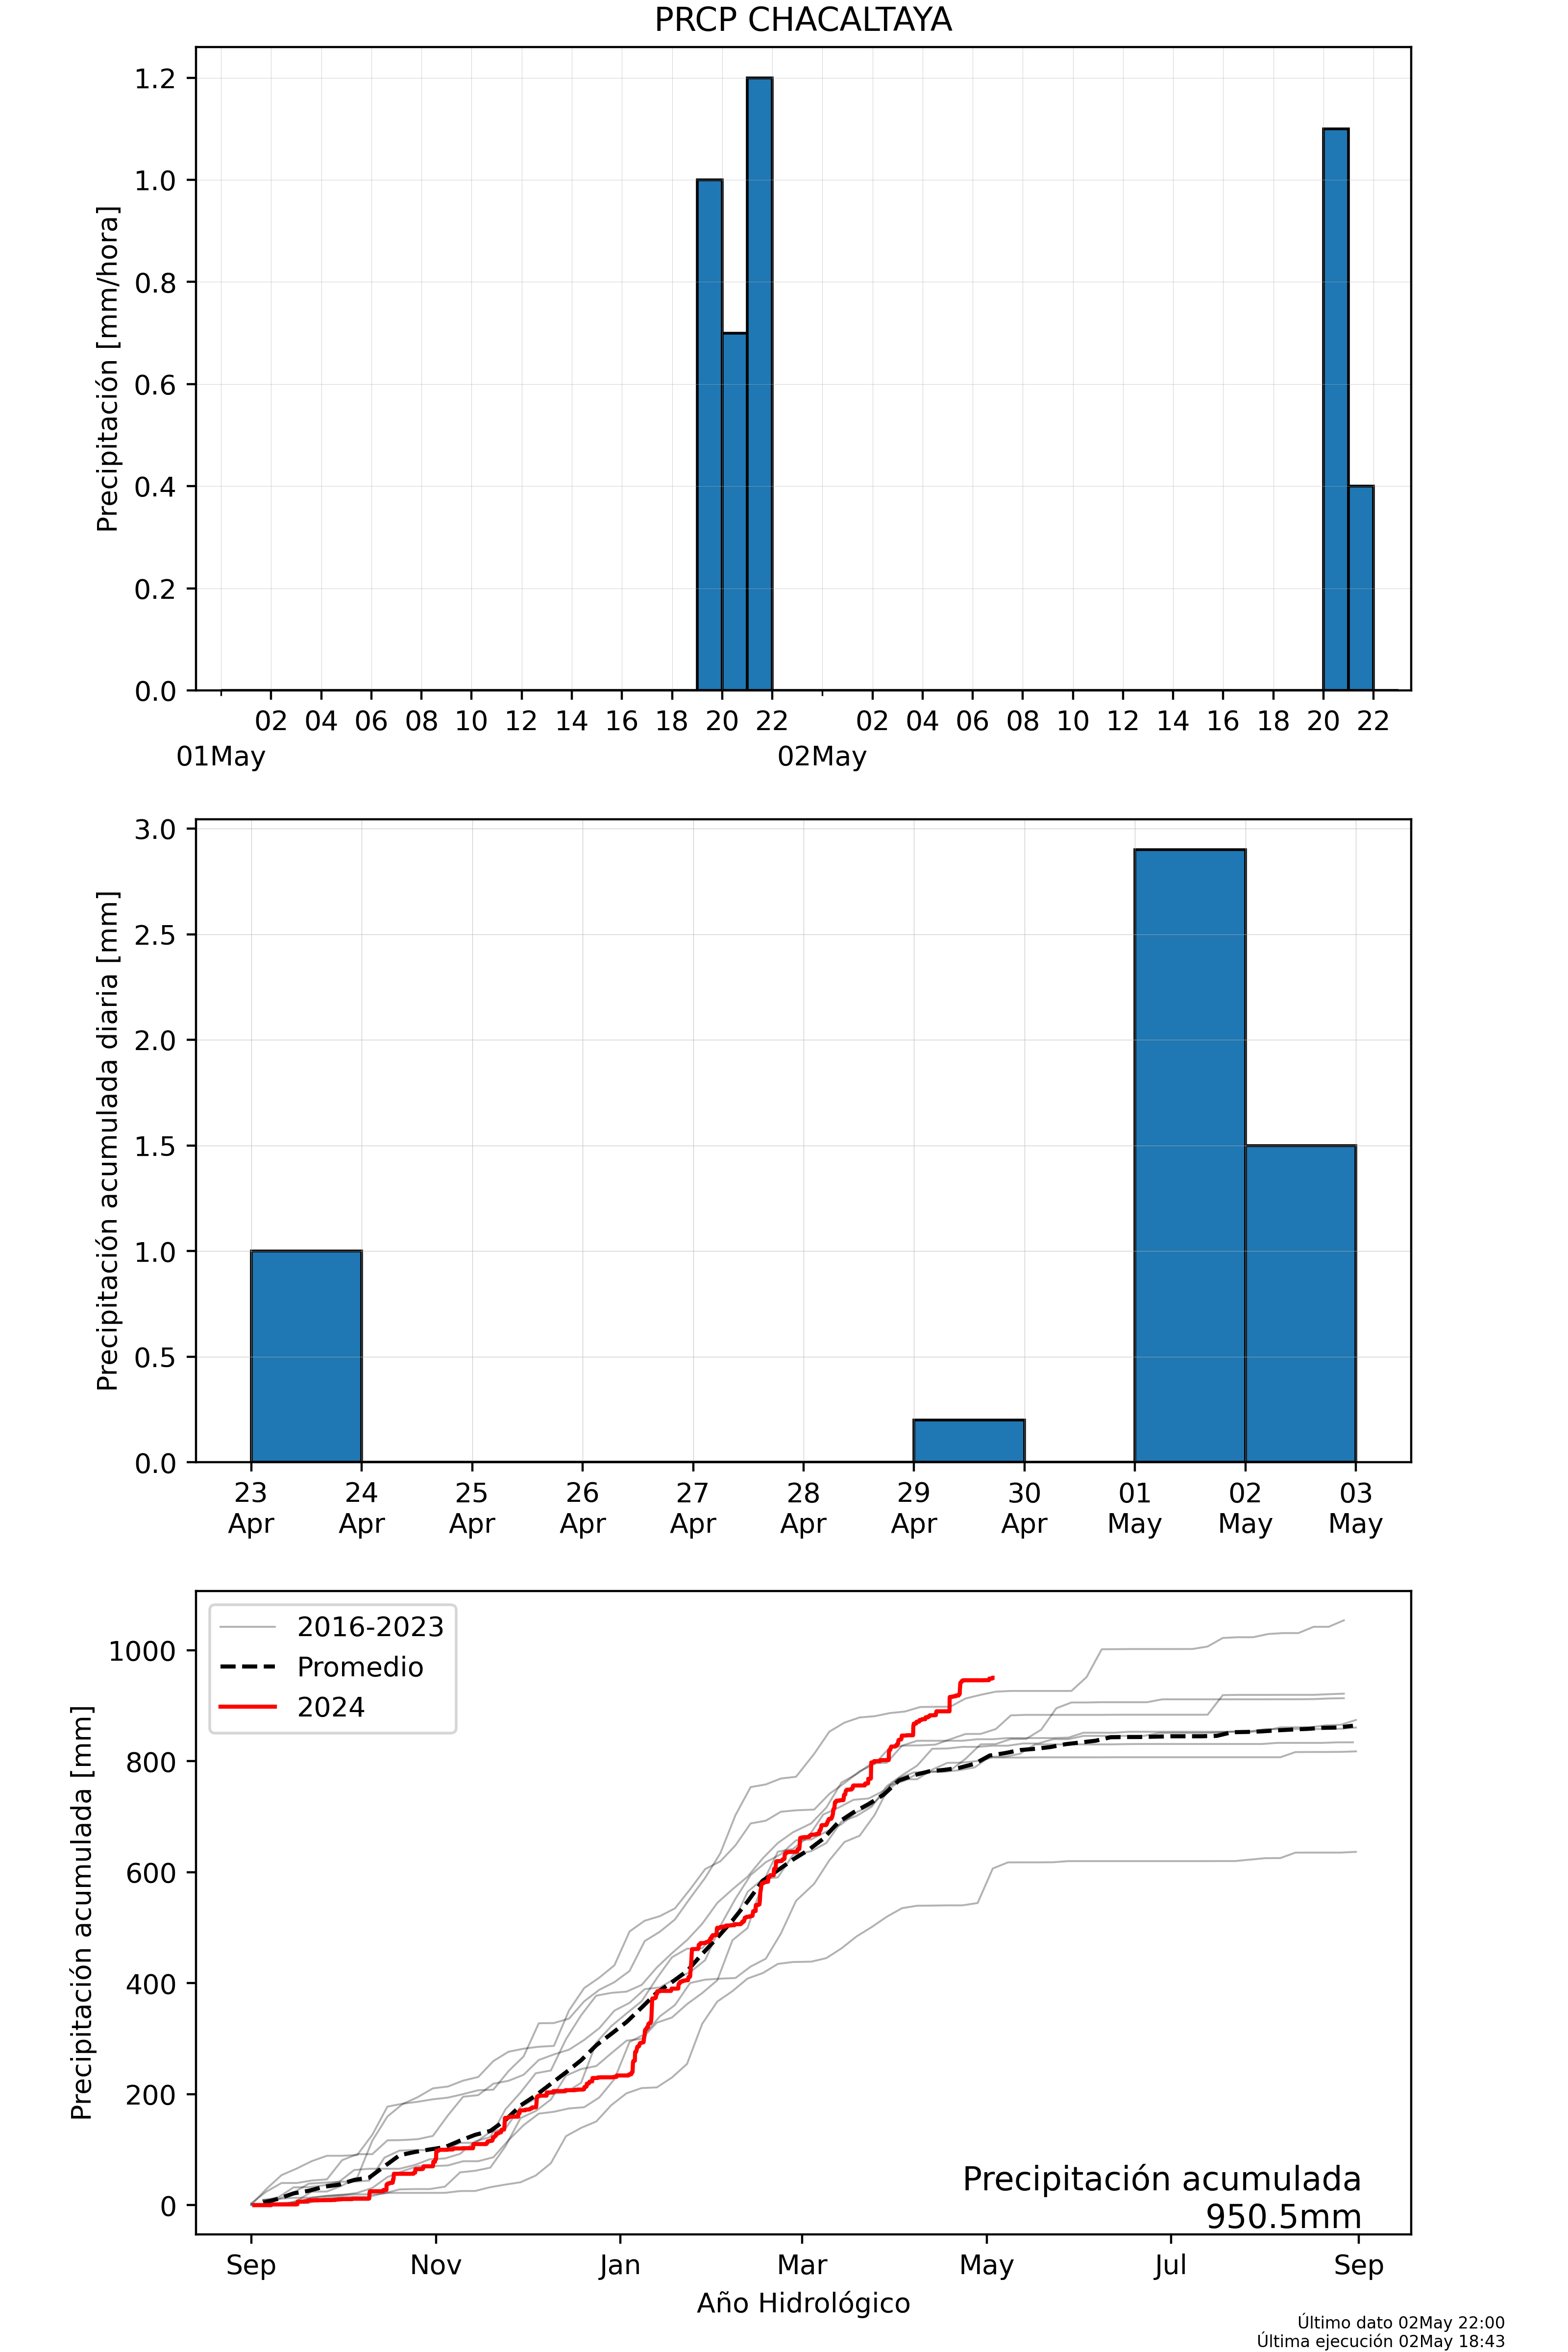 PRCP CHACALTAYA
Precipitación [mm/hora]
1.2
1.0
0.8
0.6
0.4
0.2
0.0
02 04 06 08 10 12 14 16 18 20 22 02 04 06 08 10 12 14 16 18 20 22
01May 02May
Precipitación acumulada diaria [mm]
3.0
2.5
2.0
1.5
1.0
0.5
0.0
23 24 25 26 27 28 29 30 01 02 03
Apr Apr Apr Apr Apr Apr Apr Apr May May May
Precipitación acumulada [mm]
1000
800
600
400
200
0
2016-2023
Promedio
2024
Precipitación acumulada
950.5mm
Sep Nov Jan Mar May Jul Sep
Año Hidrológico
Último dato 02May 22:00
Última ejecución 02May 18:43